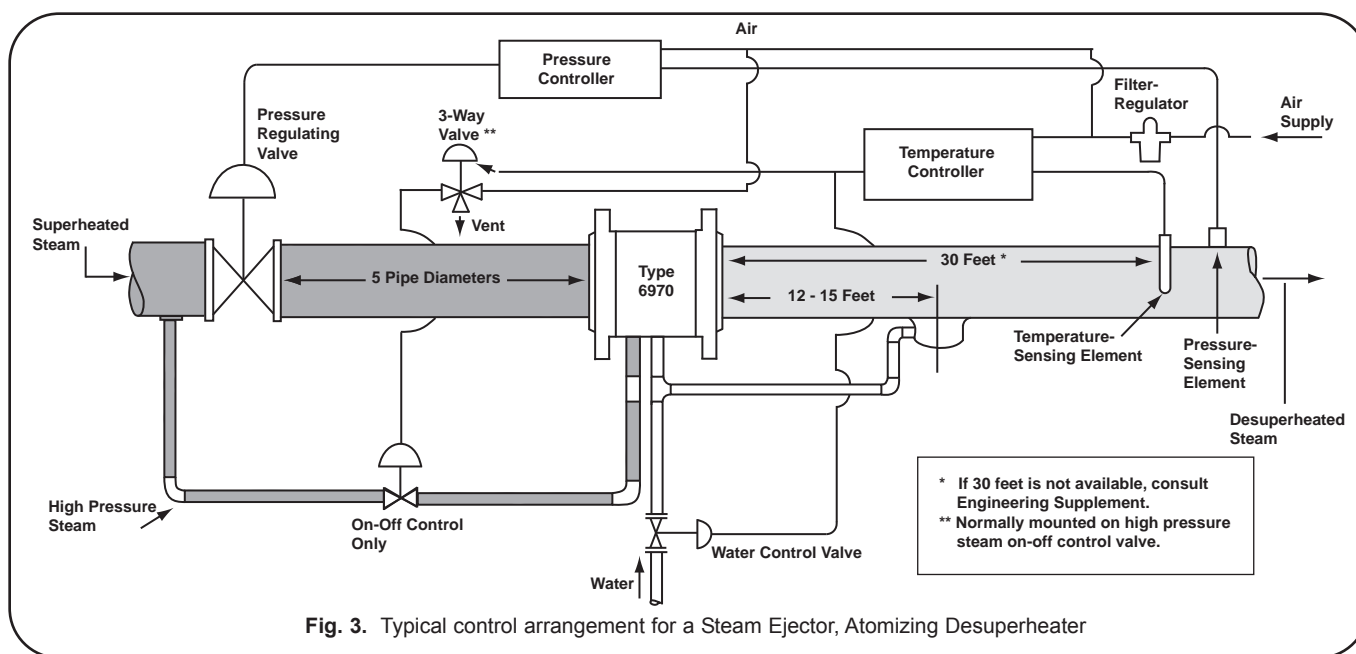 Air
Pressure
Controller
Filter-
Regulator
Air
Supply
Pressure
Regulating
Valve
3-Way
Valve **
Temperature
Controller
Vent
Superheated
Steam
5 Pipe Diameters
Type
6970
30 Feet *
12 - 15 Feet
Temperature-
Sensing Element
Pressure-
Sensing
Element
Desuperheated
Steam
High Pressure
Steam
On-Off Control
Only
Water Control Valve
Water
* If 30 feet is not available, consult
Engineering Supplement.
** Normally mounted on high pressure
steam on-off control valve.
Fig. 3. Typical control arrangement for a Steam Ejector, Atomizing Desuperheater